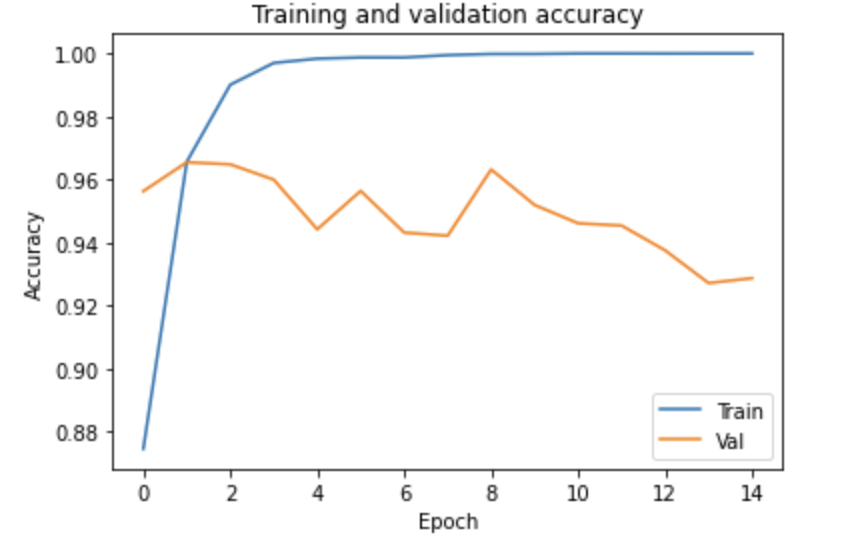 Training and validation accuracy
1.00
0.98
0.96
0.94
0.92
0.90
0.88
Accuracy
Train
Val
0 2 4 6 8 10 12 14
Epoch